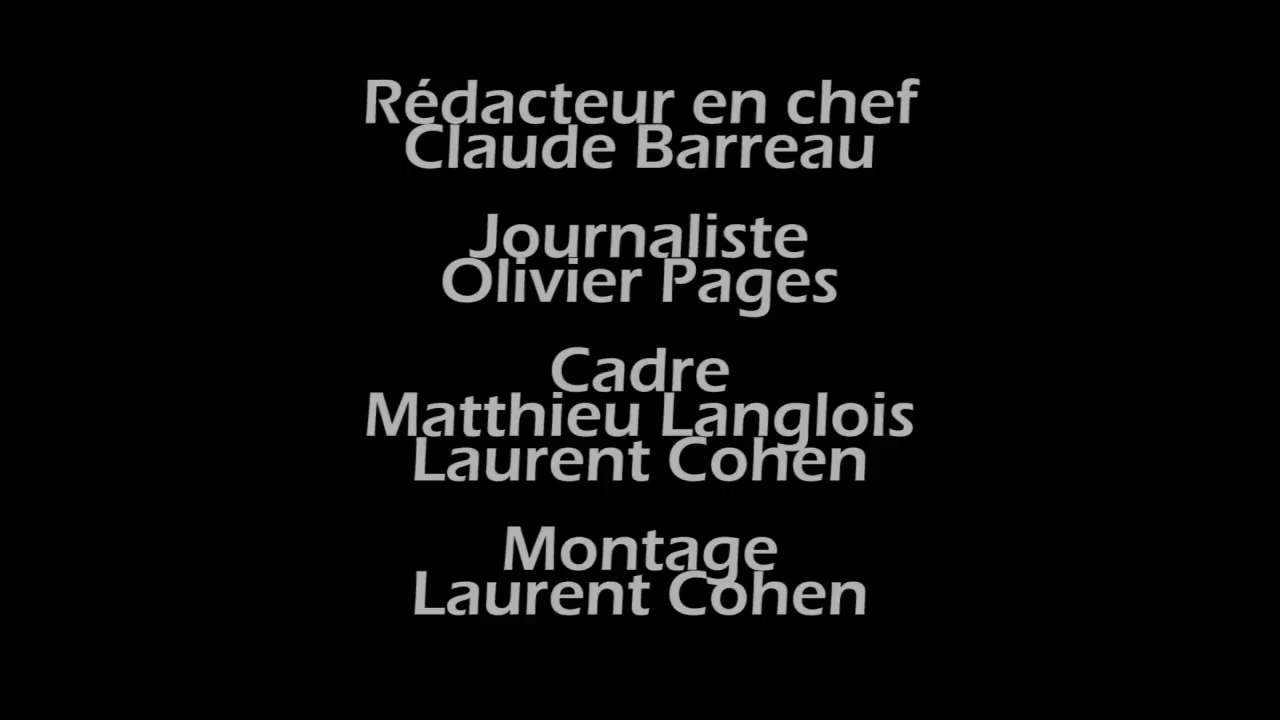 Rédacteur en chef
Claude Barreau
Journaliste
Olivier Pages
Cadre
Matthieu Langlois
Laurent Cohen
Montage
Laurent Cohen